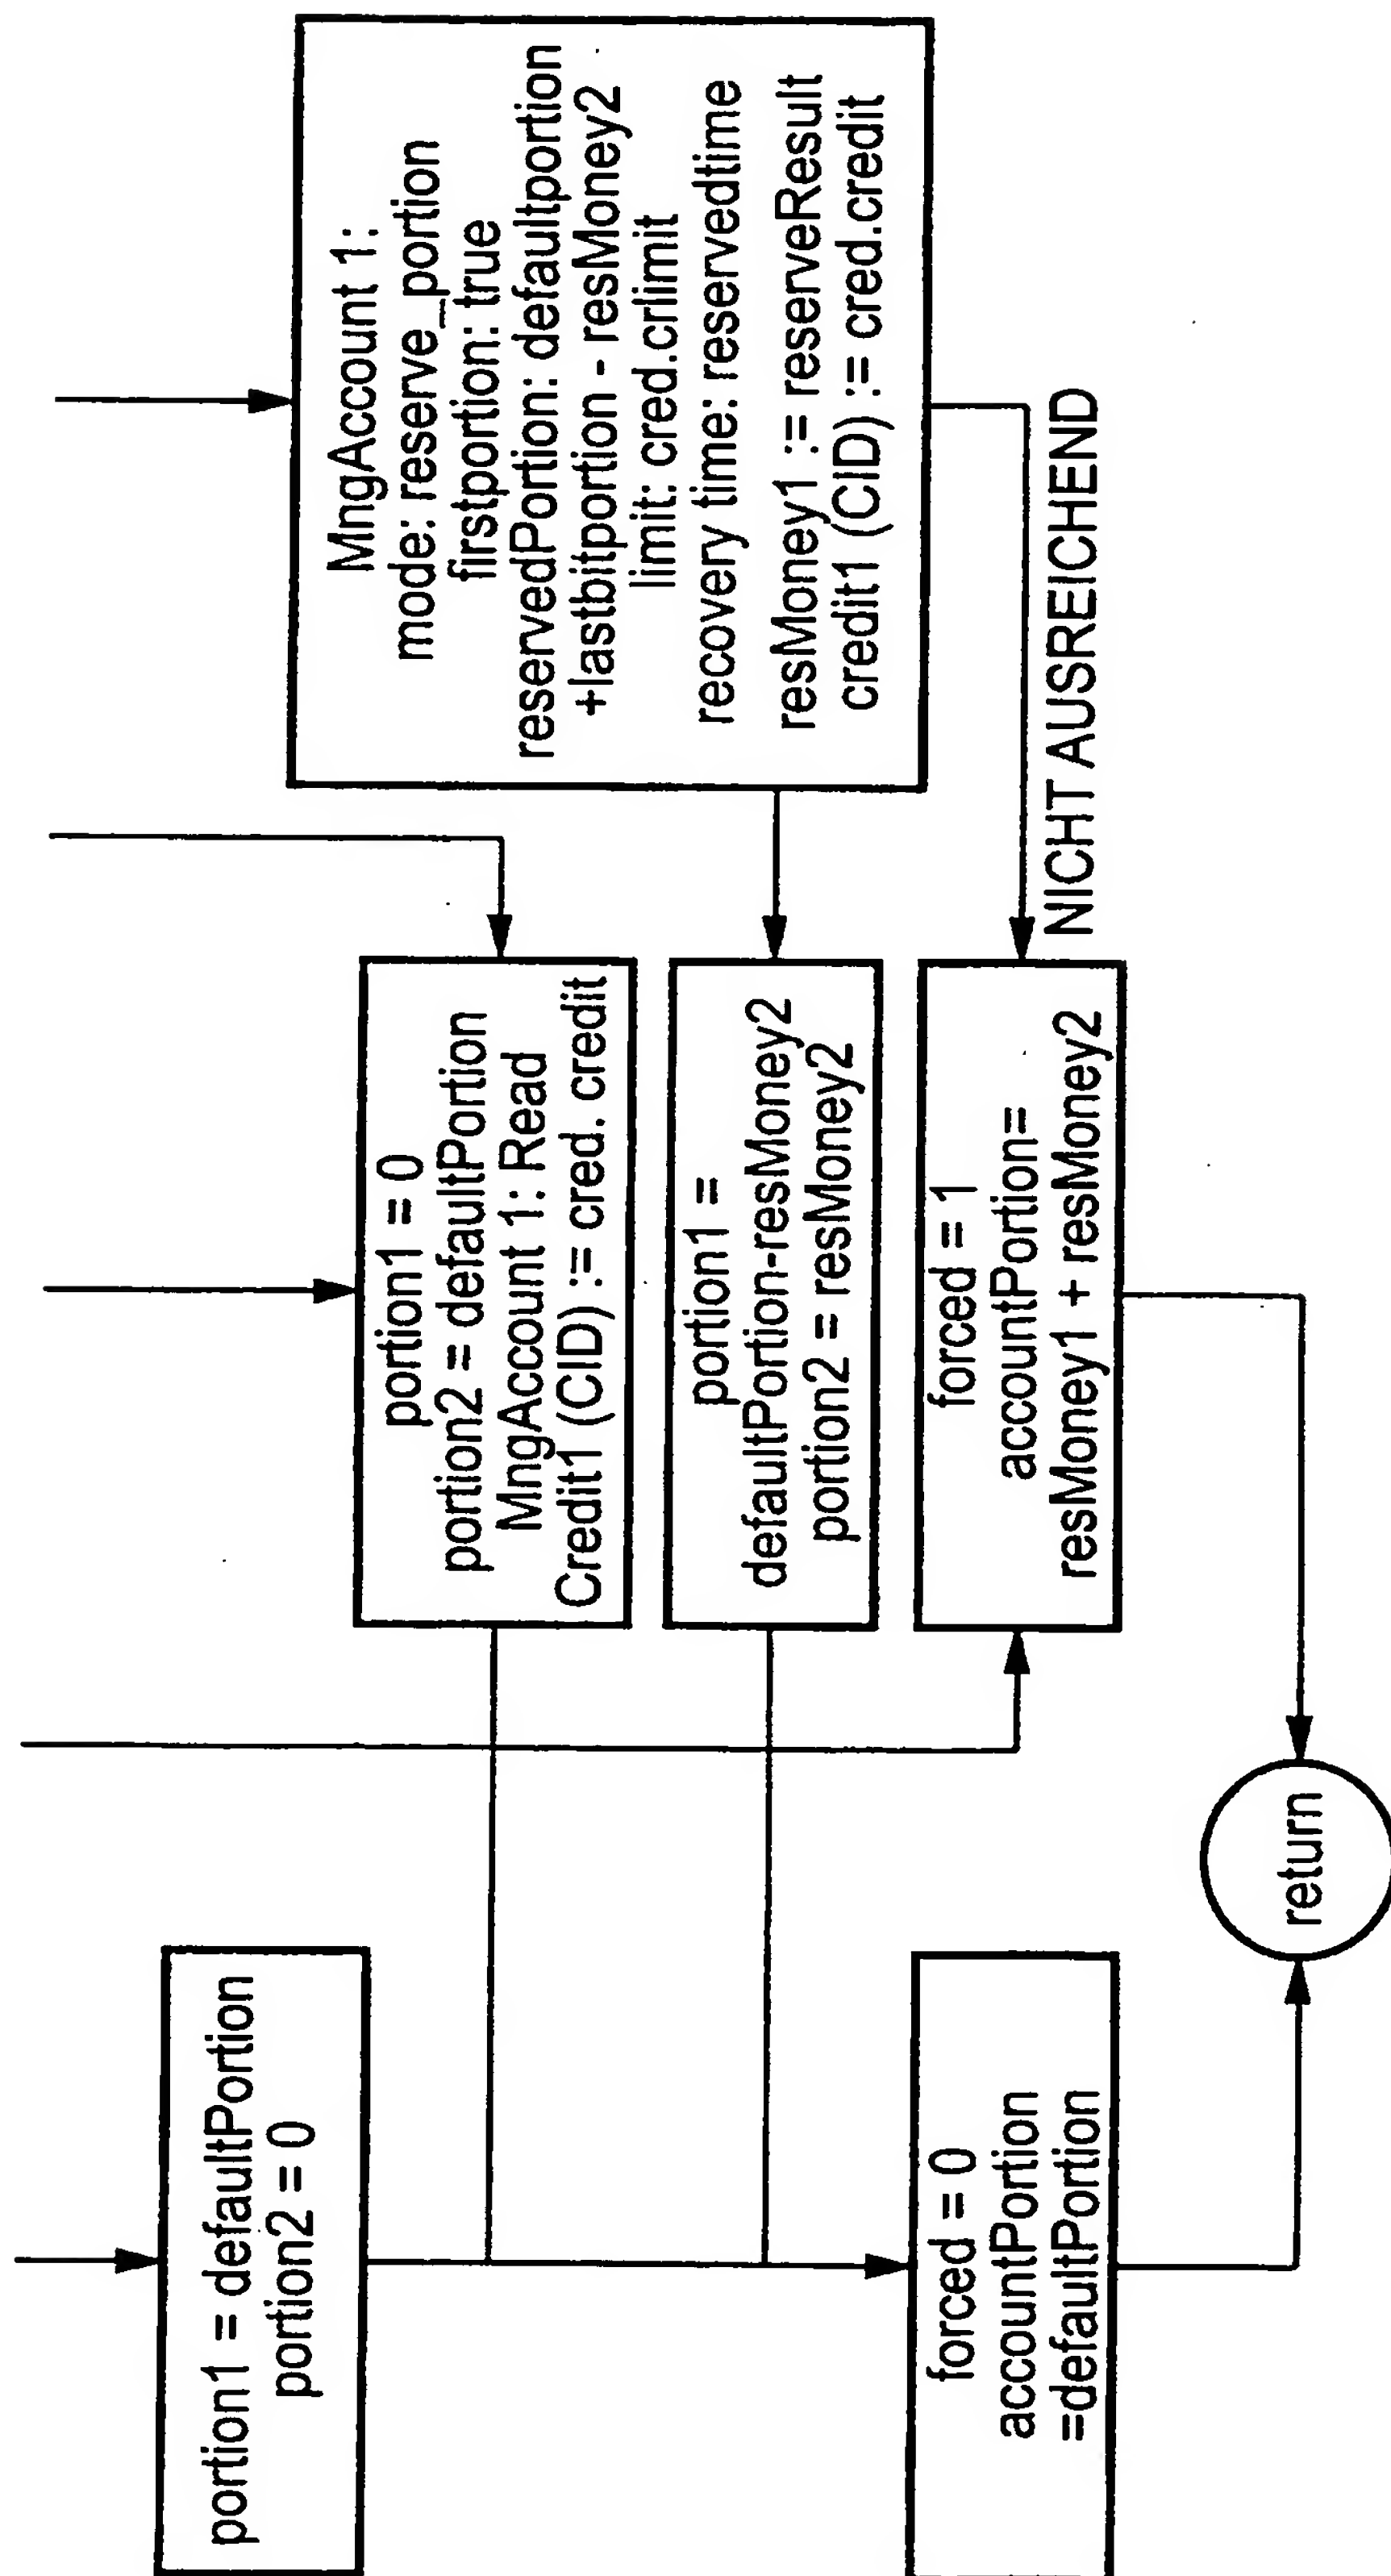 portion1 = defaultPortion
portion2 = 0
portion1 = 0
portion2 = defaultPortion
MngAccount 1: Read
Credit1 (CID) := cred. credit
MngAccount 1:
mode: reserve_portion
firstportion: true
reservedPortion: defaultportion
+lastbitportion - resMoney2
limit: cred.crlimit
recovery time: reservedtime
resMoney1 := reserveResult
credit1 (CID) := cred.credit
portion1 =
defaultPortion-resMoney2
portion2 = resMoney2
forced = 0
accountPortion
=defaultPortion
forced = 1
accountPortion=
resMoney1 + resMoney2
NICHT AUSREICHEND
return